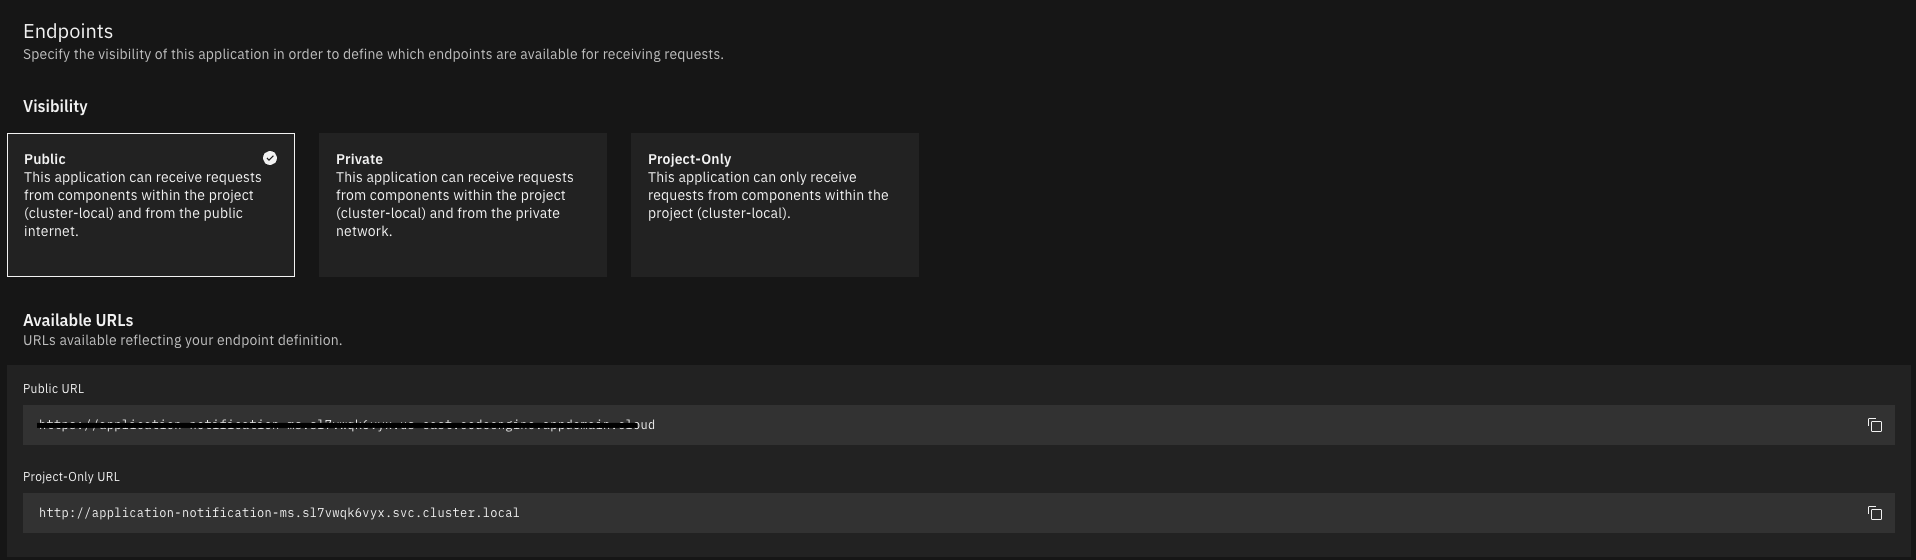 Endpoints
Specify the visibility of this application in order to define which endpoints are available for receiving requests.
Visibility
Public
This application can receive requests
from components within the project
(cluster-local) and from the public
internet.
Private
This application can receive requests
from components within the project
(cluster-local) and from the private
network.
Project-Only
This application can only receive
requests from components within the
project (cluster-local).
Available URLs
URLs available reflecting your endpoint definition.
Public URL
Project-Only URL
http://application-notification-ms.sl7vwqk6vyx.svc.cluster.local